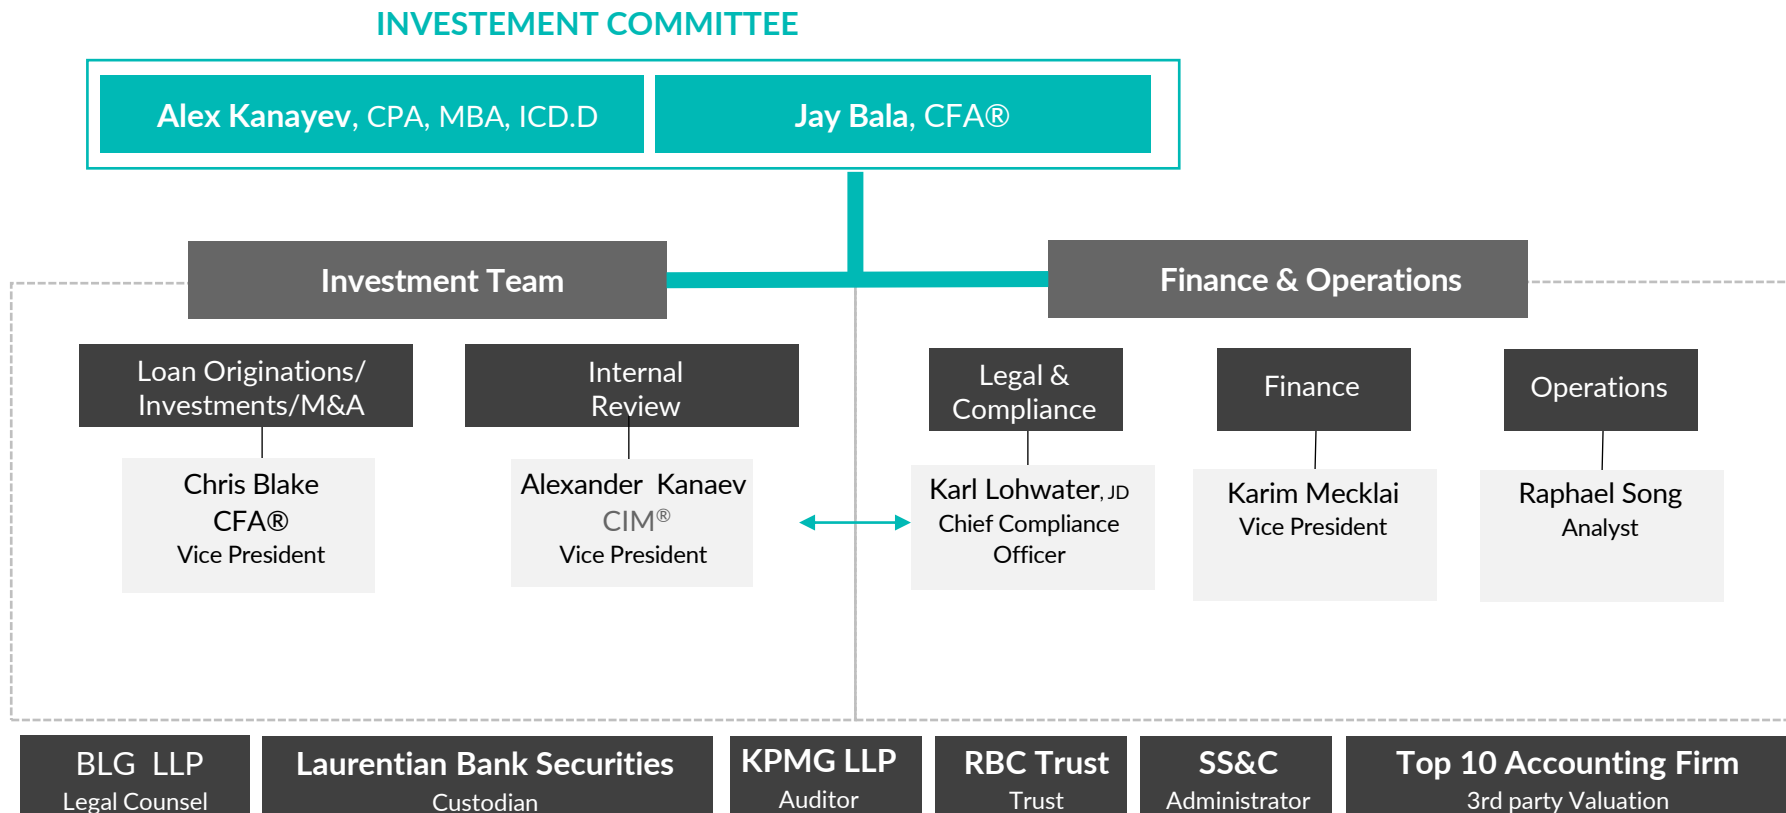 INVESTEMENT COMMITTEE
Alex Kanayev, CPA, MBA, ICD.D
Jay Bala, CFA®
Investment Team
Finance & Operations
Loan Originations/
Investments/M&A
Internal
Review
Legal &
Compliance
Finance
Operations
Chris Blake
CFA®
Vice President
Alexander Kanaev
CIM®
Vice President
Karl Lohwater, JD
Chief Compliance
Officer
Karim Mecklai
Vice President
Raphael Song
Analyst
BLG LLP
Legal Counsel
Laurentian Bank Securities
Custodian
KPMG LLP
Auditor
RBC Trust
Trust
SS&C
Administrator
Top 10 Accounting Firm
3rd party Valuation